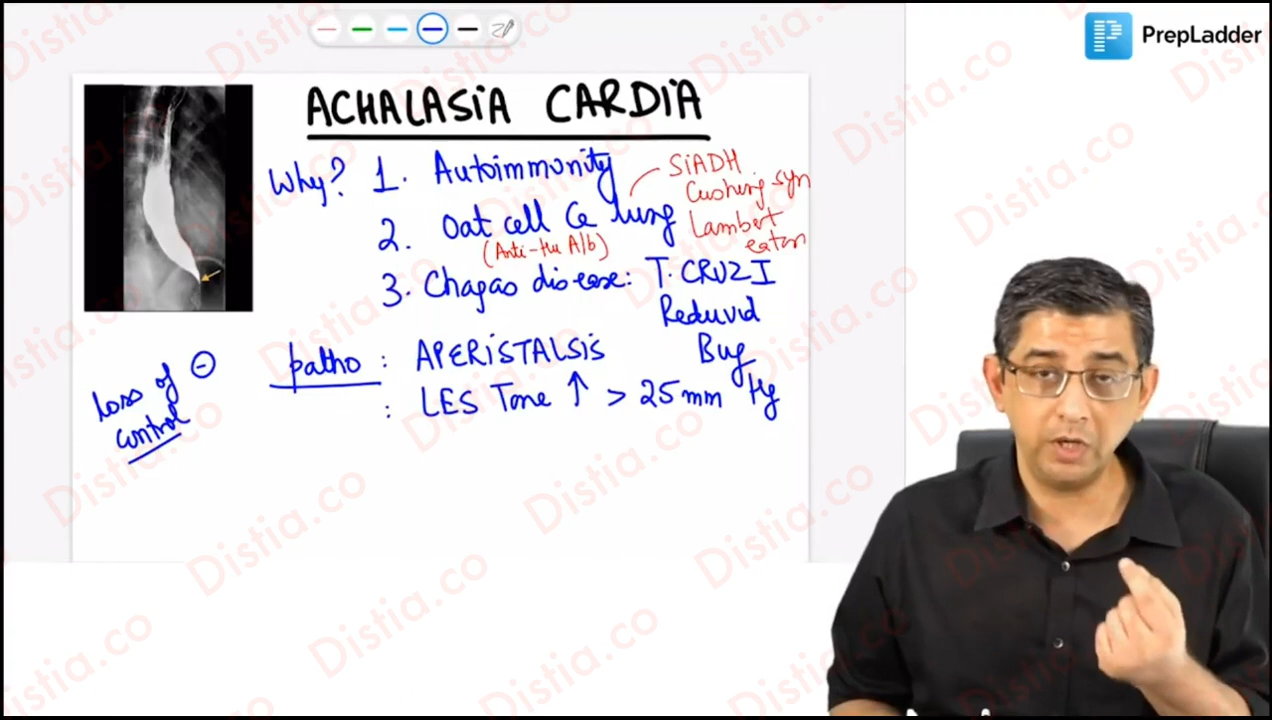 PrepLadder
ACHALASIA CARDIA
Why? 1. Autoimmunity
SiADH
Cushing syn
Lambert
eaton
2. Oat cell Ca lung
(Anti-Hu A/b)
3. Chagas disease: T. CRUZI
Reduvid
Bug
patho : APERISTALSIS
: LES Tone ↑ > 25 mm Hg
Loss of ⊖
control
Distia.co